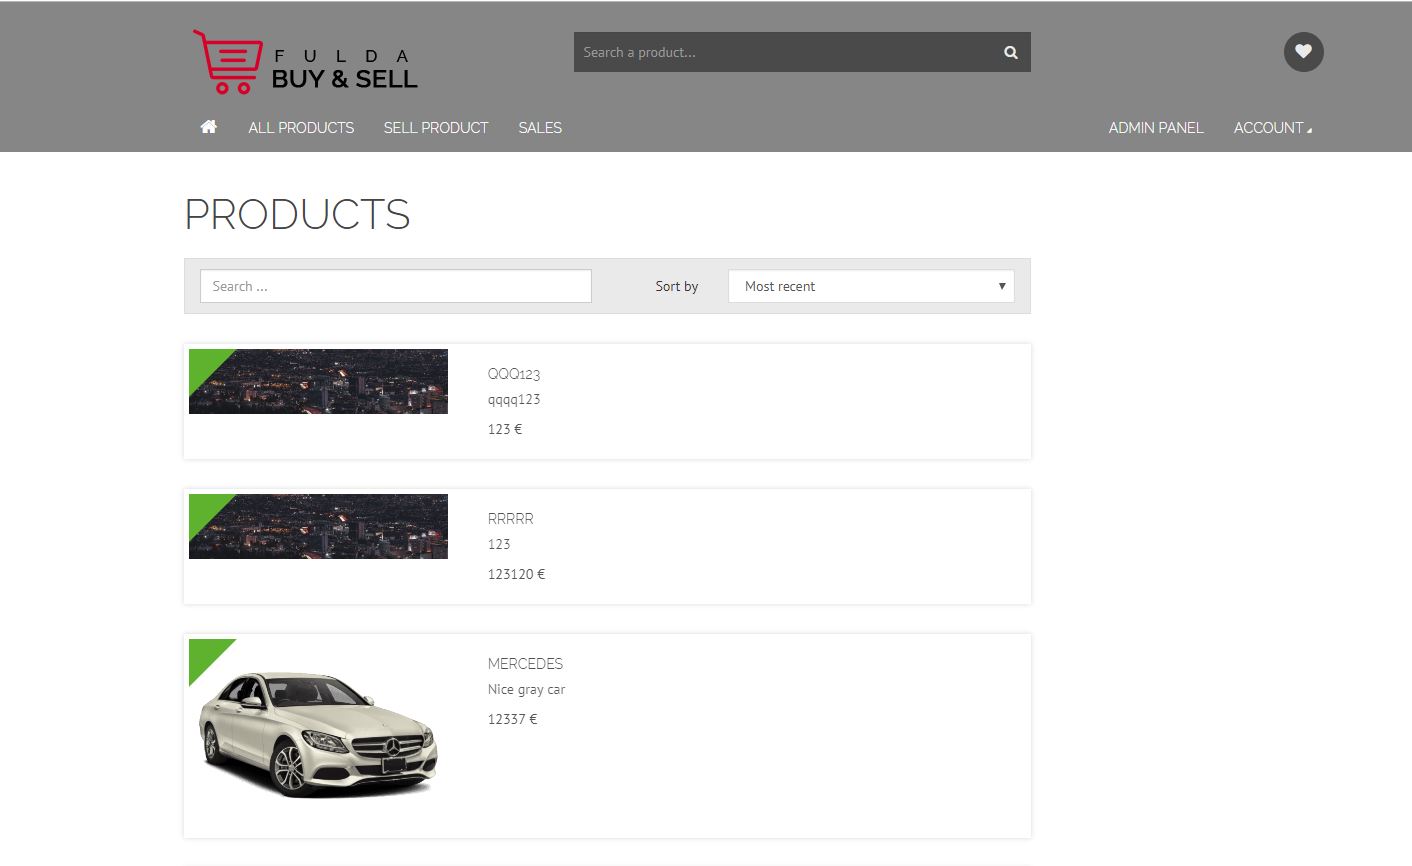 FULDA
BUY & SELL
Search a product...
ALL PRODUCTS
SELL PRODUCT
SALES
ADMIN PANEL
ACCOUNT
PRODUCTS
Search ...
Sort by
Most recent
QQQ123
qqqq123
123 €
RRRRR
123
123120 €
MERCEDES
Nice gray car
12337 €